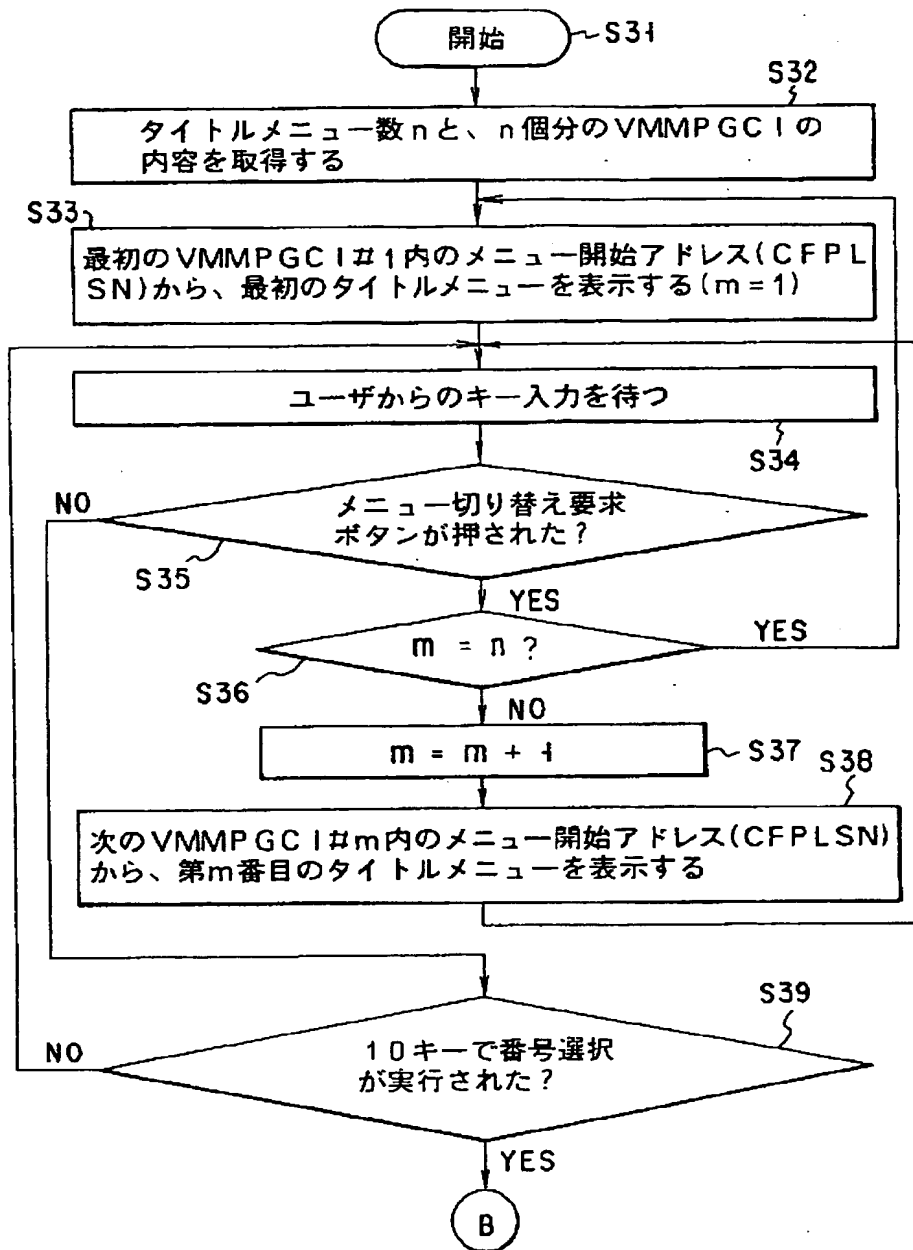 開始
S31
S32
タイトルメニュー数nと、n個分のVMMPGCIの
内容を取得する
S33
最初のVMMPGCI#1内のメニュー開始アドレス(CFPL
SN)から、最初のタイトルメニューを表示する(m=1)
ユーザからのキー入力を待つ
S34
NO
メニュー切り替え要求
ボタンが押された?
S35
YES
m = n ?
YES
S36
NO
m = m + 1
S37
S38
次のVMMPGCI#m内のメニュー開始アドレス(CFPLSN)
から、第m番目のタイトルメニューを表示する
S39
NO
10キーで番号選択
が実行された?
YES
B